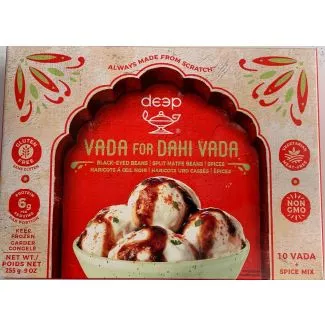 ALWAYS MADE FROM SCRATCH
deep
VADA FOR DAHI VADA
BLACK-EYED BEANS | SPLIT MATPE BEANS | SPICES
HARICOTS À ŒIL NOIR | HARICOTS URD CASSÉS | ÉPICES
GLUTEN
FREE
PROTEIN
6g
KEEP
FROZEN
GARDER
CONGELÉ
NET WT./
POIDS NET
255 g • 9 OZ
NON
GMO
10 VADA
+
SPICE MIX